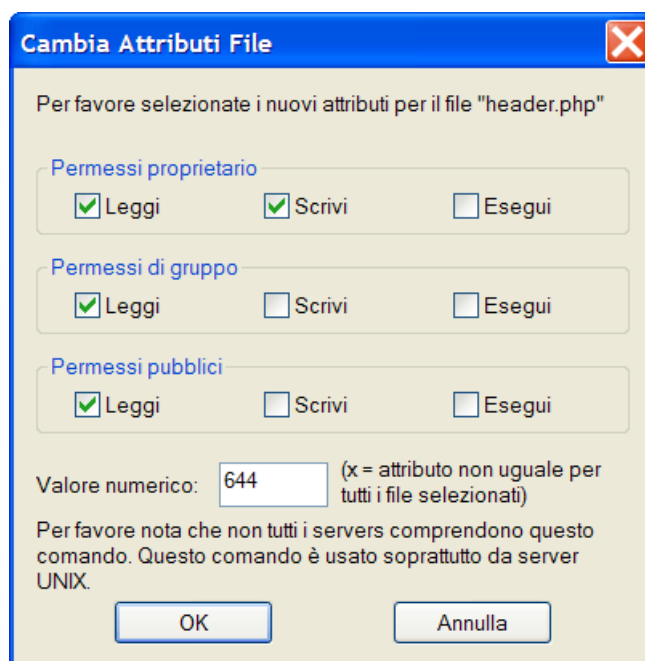 Cambia Attributi File
Per favore selezionate i nuovi attributi per il file "header.php"
Permessi proprietario
Leggi Scrivi Esegui
Permessi di gruppo
Leggi Scrivi Esegui
Permessi pubblici
Leggi Scrivi Esegui
Valore numerico: 644 (x = attributo non uguale per
tutti i file selezionati)
Per favore nota che non tutti i servers comprendono questo
comando. Questo comando è usato soprattutto da server
UNIX.
OK Annulla